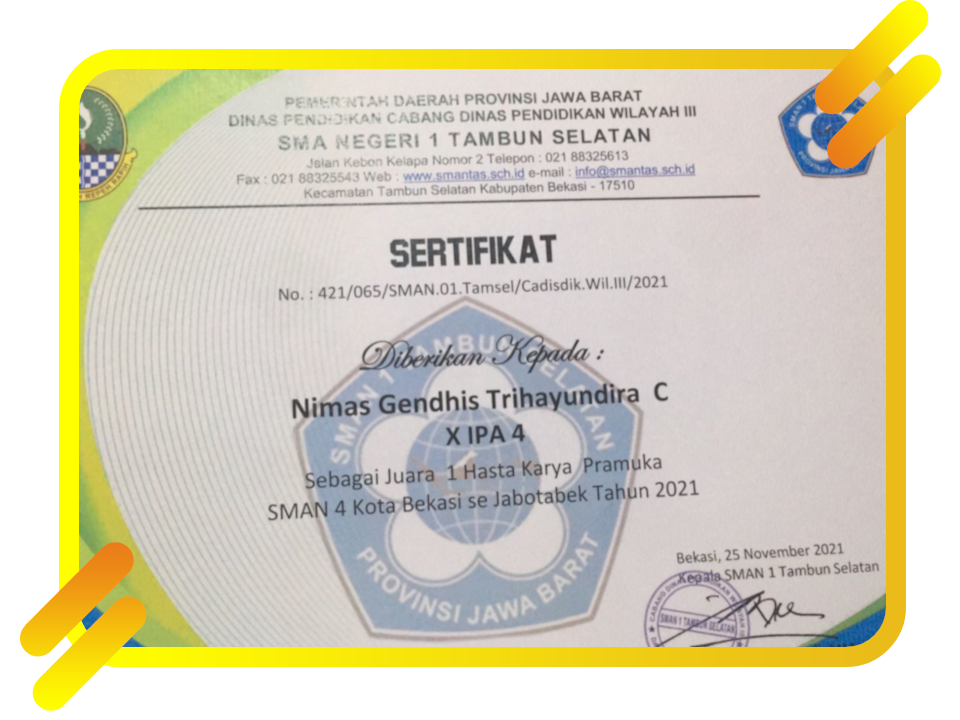 PEMERINTAH DAERAH PROVINSI JAWA BARAT
DINAS PENDIDIKAN CABANG DINAS PENDIDIKAN WILAYAH III
SMA NEGERI 1 TAMBUN SELATAN
Jalan Kebon Kelapa Nomor 2 Telepon : 021 88325613
Fax : 021 88325543 Web : www.smantas.sch.id e-mail : info@smantas.sch.id
Kecamatan Tambun Selatan Kabupaten Bekasi - 17510
SERTIFIKAT
No. : 421/065/SMAN.01.Tamsel/Cadisdik.Wil.III/2021
Diberikan Kepada :
Nimas Gendhis Trihayundira C
X IPA 4
Sebagai Juara 1 Hasta Karya Pramuka
SMAN 4 Kota Bekasi se Jabotabek Tahun 2021
SMAN 1 TAMBUN SELATAN
PROVINSI JAWA BARAT
Bekasi, 25 November 2021
Kepala SMAN 1 Tambun Selatan
SMAN 1 TAMBUN SELATAN